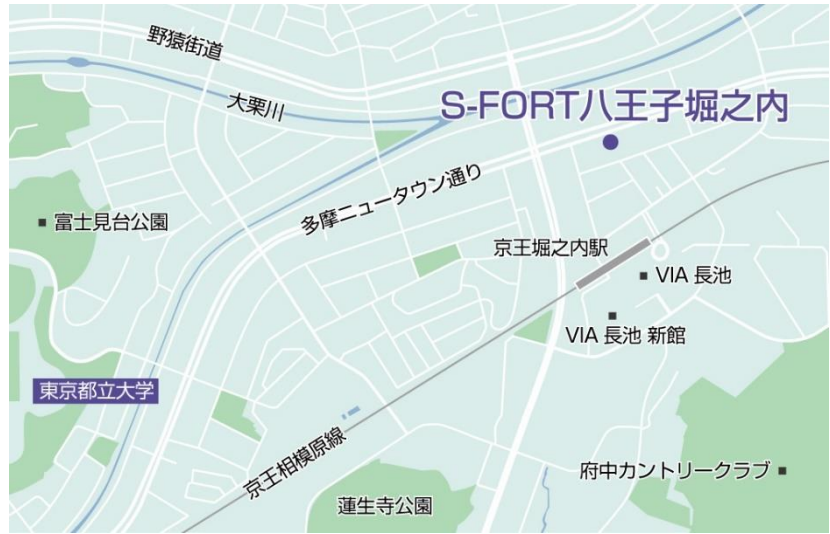 野猿街道
大栗川
S-FORT八王子堀之内
多摩ニュータウン通り
富士見台公園
京王堀之内駅
VIA 長池
VIA 長池 新館
東京都立大学
京王相模原線
府中カントリークラブ
蓮生寺公園